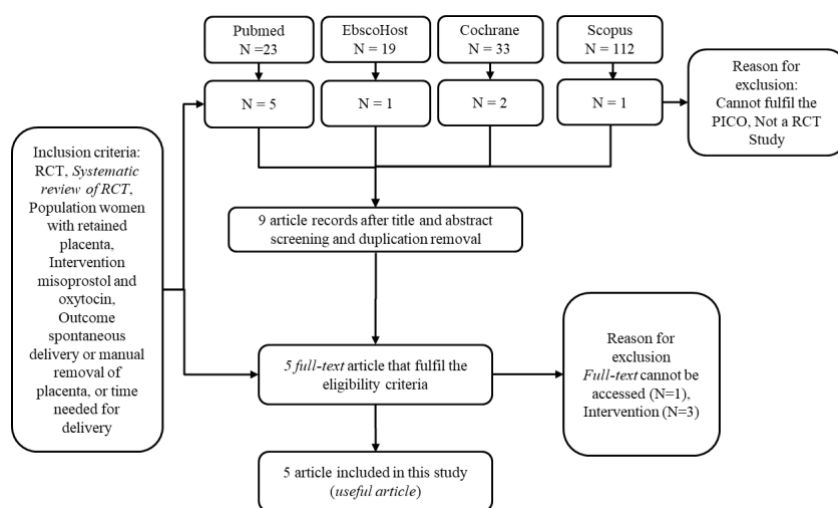 Pubmed
N =23
EbscoHost
N = 19
Cochrane
N = 33
Scopus
N = 112
Reason for
exclusion:
Cannot fulfil the
PICO, Not a RCT
Study
N = 5
N = 1
N = 2
N = 1
Inclusion criteria:
RCT, Systematic
review of RCT,
Population women
with retained
placenta,
Intervention
misoprostol and
oxytocin,
Outcome
spontaneous
delivery or manual
removal of
placenta, or time
needed for
delivery
9 article records after title and abstract
screening and duplication removal
5 full-text article that fulfil the
eligibility criteria
Reason for
exclusion
Full-text cannot be
accessed (N=1),
Intervention (N=3)
5 article included in this study
(useful article)